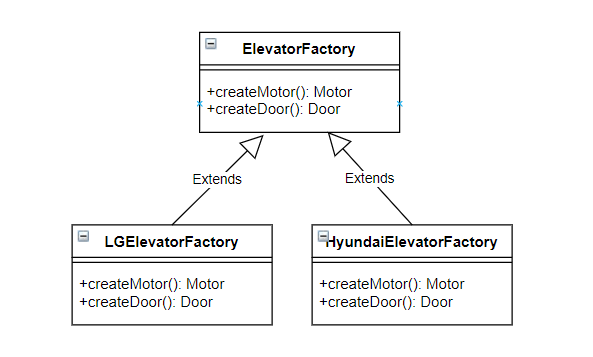 ElevatorFactory
+createMotor(): Motor
+createDoor(): Door
Extends
Extends
LGElevatorFactory
+createMotor(): Motor
+createDoor(): Door
HyundaiElevatorFactory
+createMotor(): Motor
+createDoor(): Door